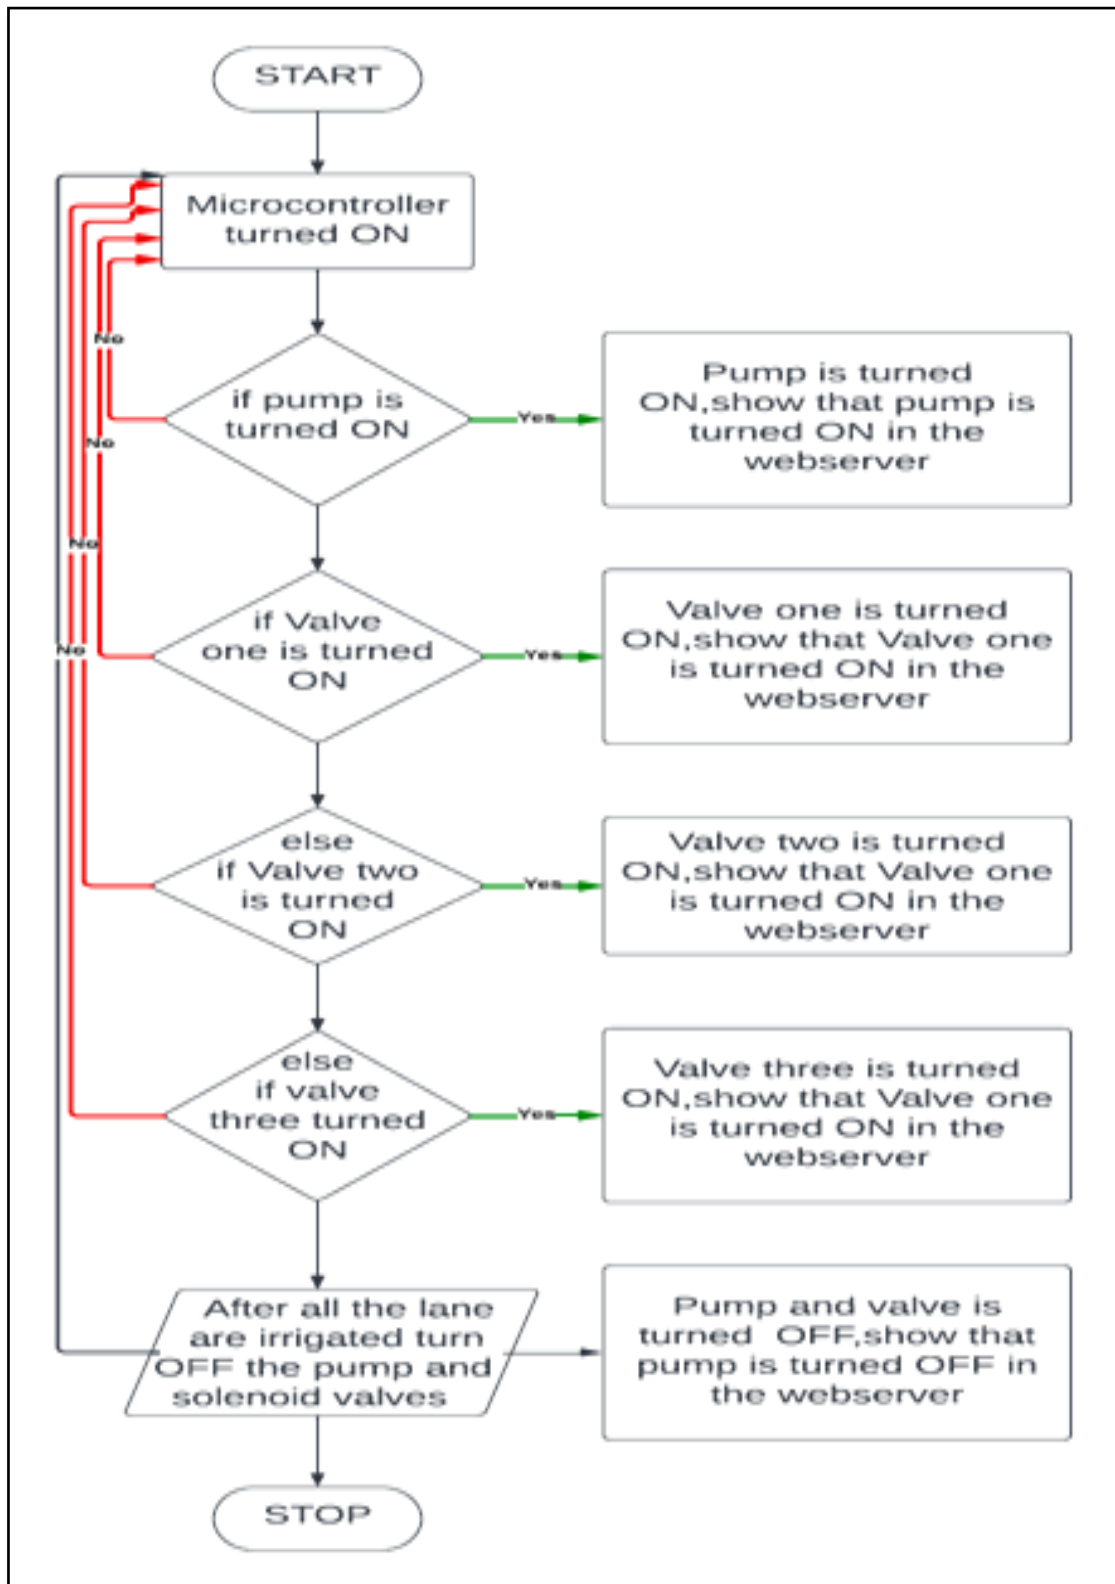 START
Microcontroller
turned ON
No
if pump is
turned ON
Yes
Pump is turned
ON,show that pump is
turned ON in the
webserver
No
if Valve
one is turned
ON
Yes
Valve one is turned
ON,show that Valve one
is turned ON in the
webserver
No
else
if Valve two
is turned
ON
Yes
Valve two is turned
ON,show that Valve one
is turned ON in the
webserver
No
else
if valve
three turned
ON
Yes
Valve three is turned
ON,show that Valve one
is turned ON in the
webserver
After all the lane
are irrigated turn
OFF the pump and
solenoid valves
Pump and valve is
turned OFF,show that
pump is turned OFF in
the webserver
STOP